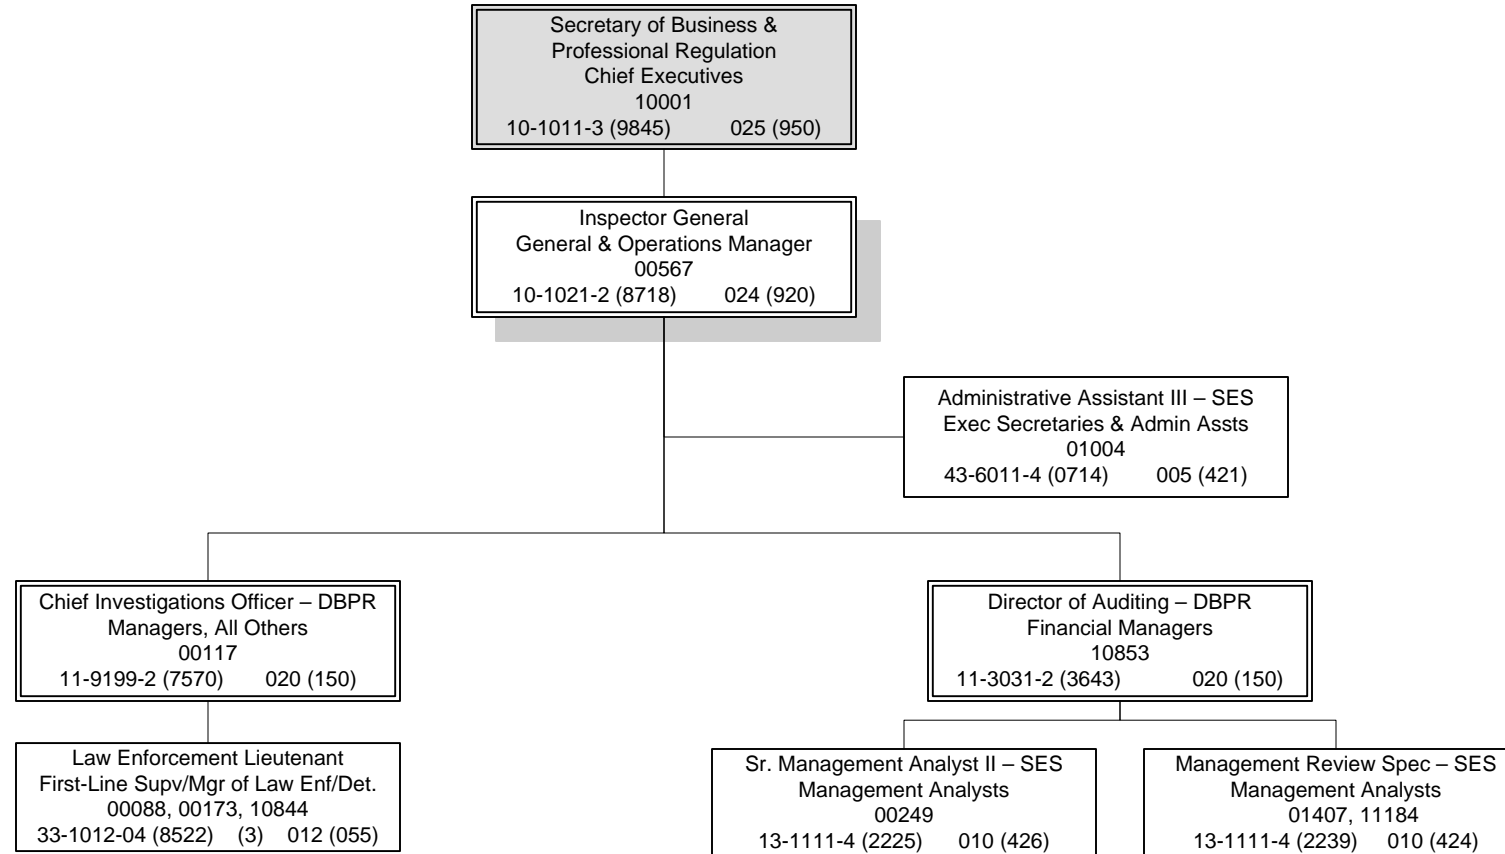 Secretary of Business &
Professional Regulation
Chief Executives
10001
10-1011-3 (9845) 025 (950)
Inspector General
General & Operations Manager
00567
10-1021-2 (8718) 024 (920)
Administrative Assistant III – SES
Exec Secretaries & Admin Assts
01004
43-6011-4 (0714) 005 (421)
Chief Investigations Officer – DBPR
Managers, All Others
00117
11-9199-2 (7570) 020 (150)
Director of Auditing – DBPR
Financial Managers
10853
11-3031-2 (3643) 020 (150)
Law Enforcement Lieutenant
First-Line Supv/Mgr of Law Enf/Det.
00088, 00173, 10844
33-1012-04 (8522) (3) 012 (055)
Sr. Management Analyst II – SES
Management Analysts
00249
13-1111-4 (2225) 010 (426)
Management Review Spec – SES
Management Analysts
01407, 11184
13-1111-4 (2239) 010 (424)